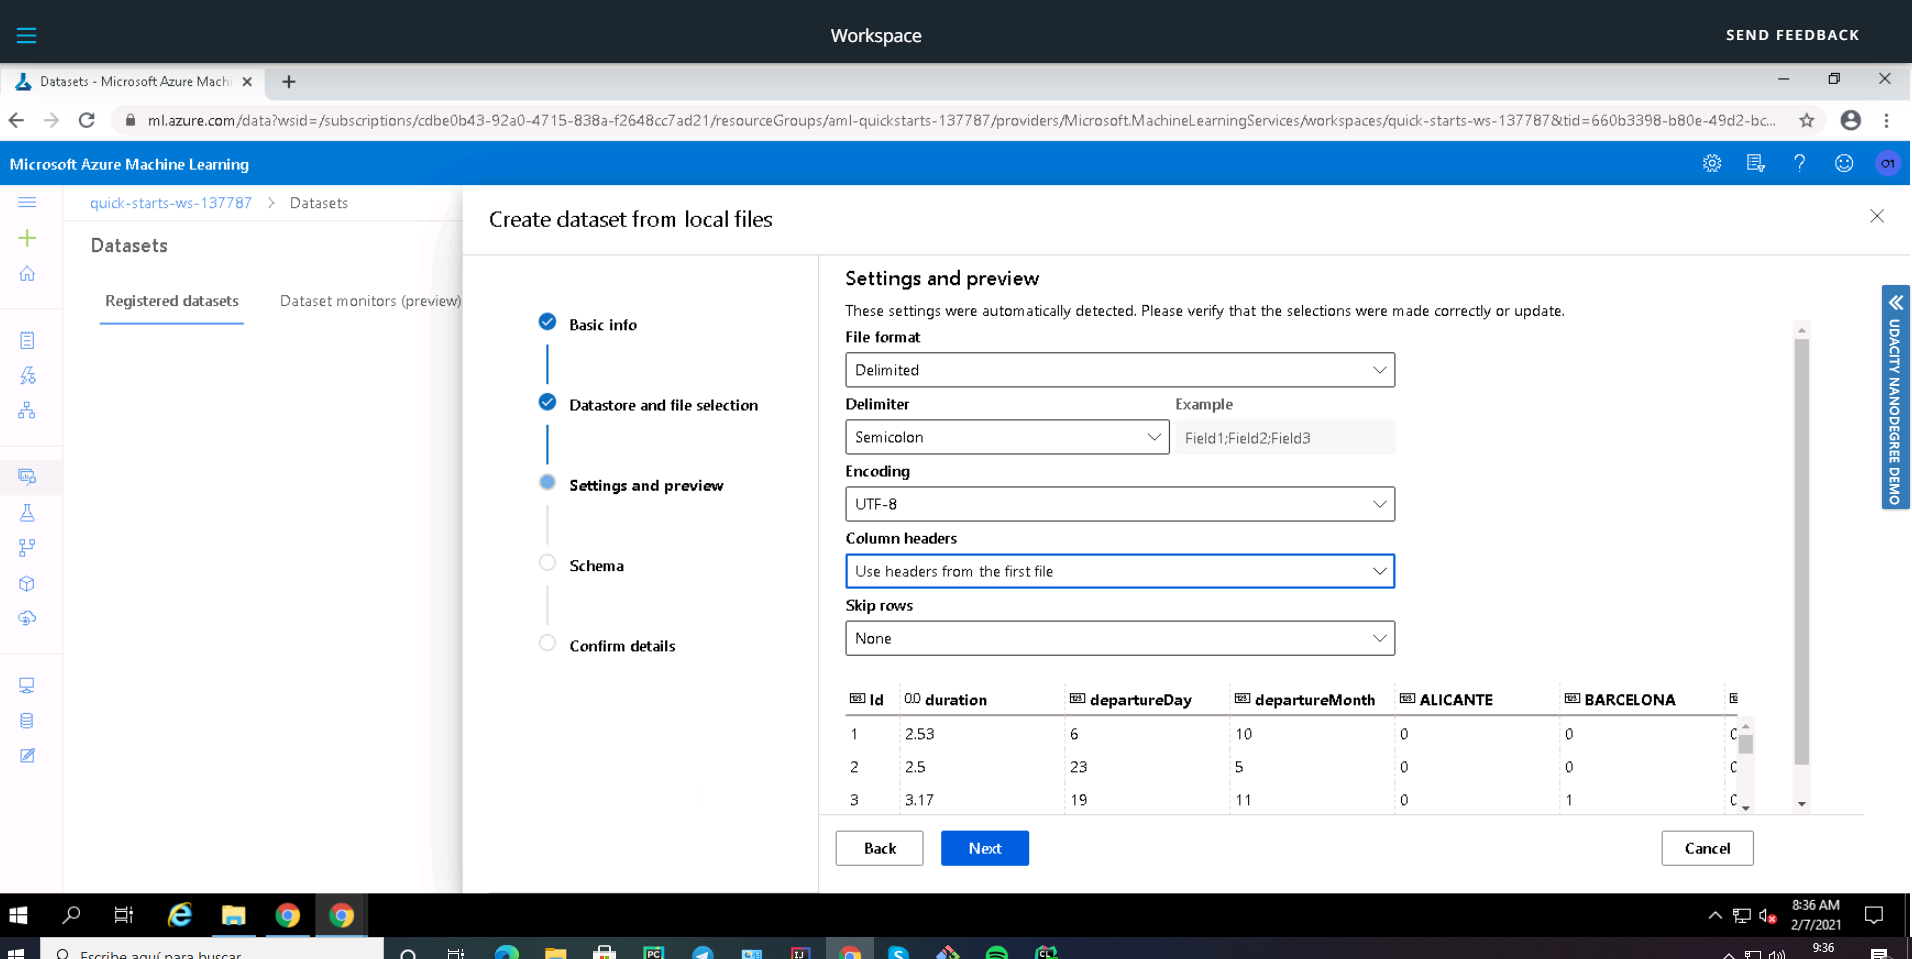 Workspace
SEND FEEDBACK
Datasets - Microsoft Azure Machi
ml.azure.com/data?wsid=/subscriptions/cdbe0b43-92a0-4715-838a-f2648cc7ad21/resourceGroups/aml-quickstarts-137787/providers/Microsoft.MachineLearningServices/workspaces/quick-starts-ws-137787&tid=660b3398-b80e-49d2-bc...
Microsoft Azure Machine Learning
O1
quick-starts-ws-137787 > Datasets
Datasets
Registered datasets Dataset monitors (preview)
Create dataset from local files
Basic info
Datastore and file selection
Settings and preview
Schema
Confirm details
Settings and preview
These settings were automatically detected. Please verify that the selections were made correctly or update.
File format
Delimited
Delimiter Example
Semicolon Field1;Field2;Field3
Encoding
UTF-8
Column headers
Use headers from the first file
Skip rows
None
Id 0.0 duration departureDay departureMonth ALICANTE BARCELONA
1 2.53 6 10 0 0
2 2.5 23 5 0 0
3 3.17 19 11 0 1
Back Next Cancel
UDACITY NANODEGREE DEMO
8:36 AM
2/7/2021
Escribe aquí para buscar
9:36